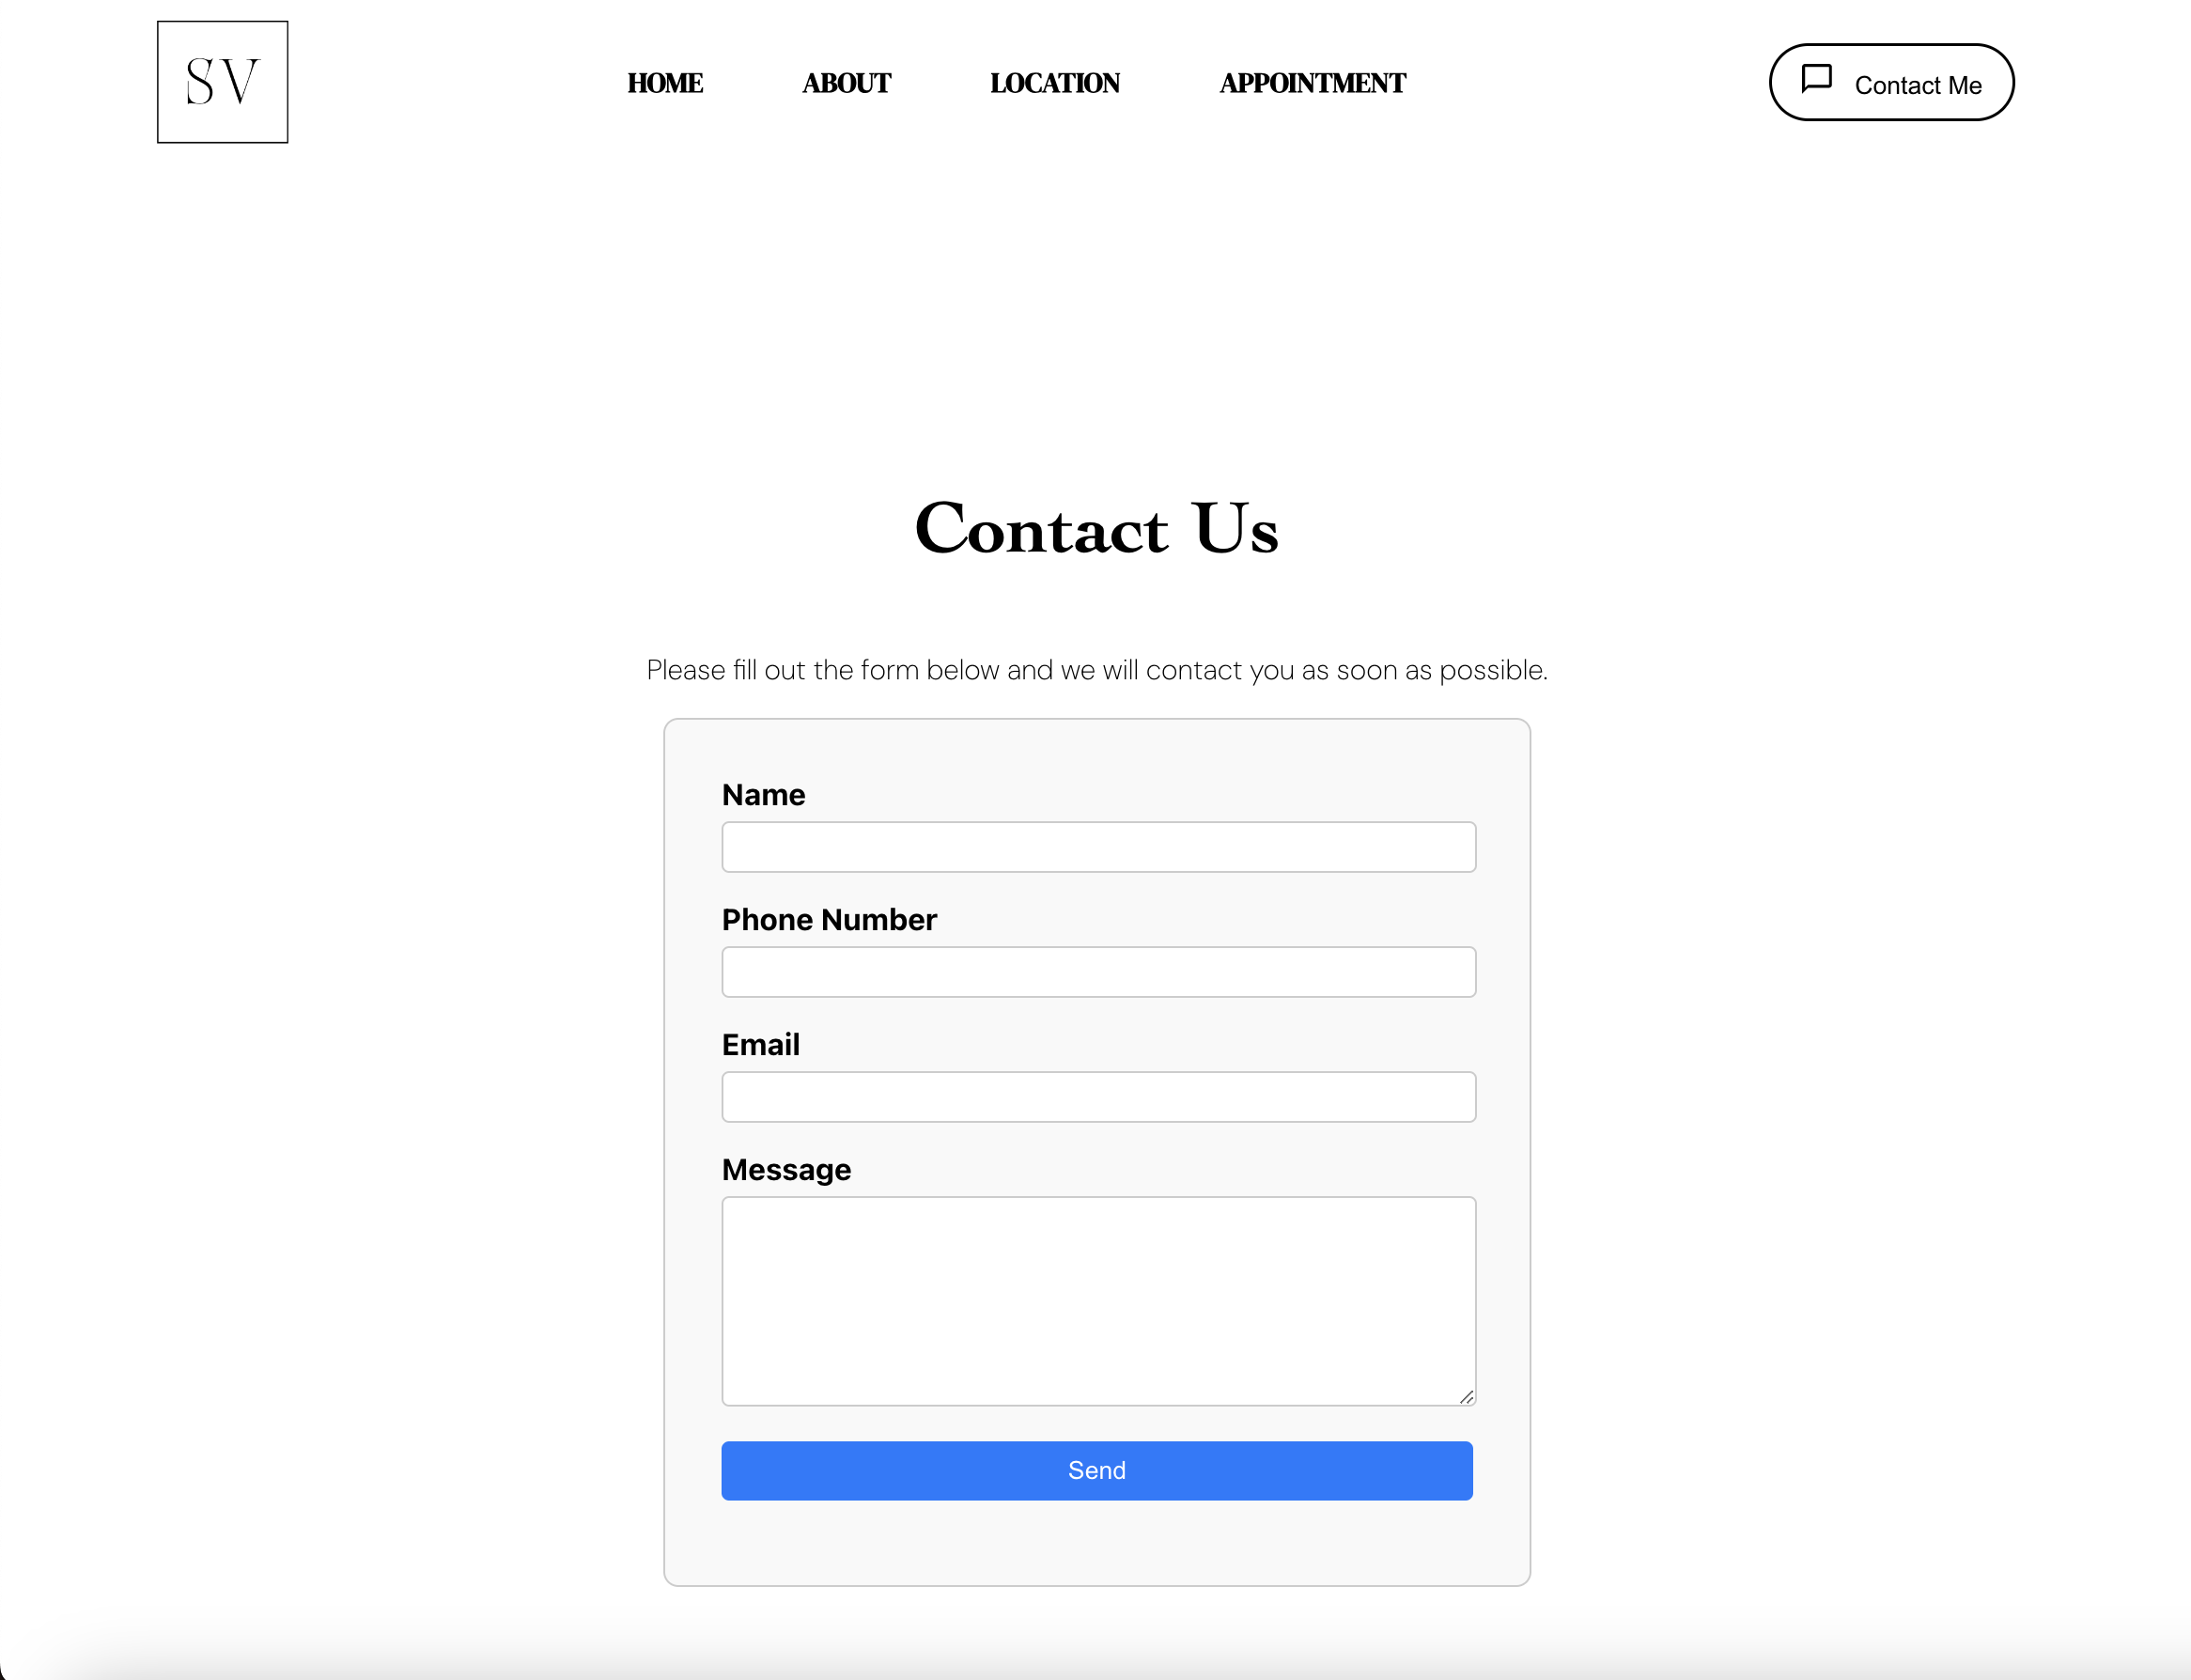 SV
HOME ABOUT LOCATION APPOINTMENT
Contact Me
Contact Us
Please fill out the form below and we will contact you as soon as possible.
Name
Phone Number
Email
Message
Send